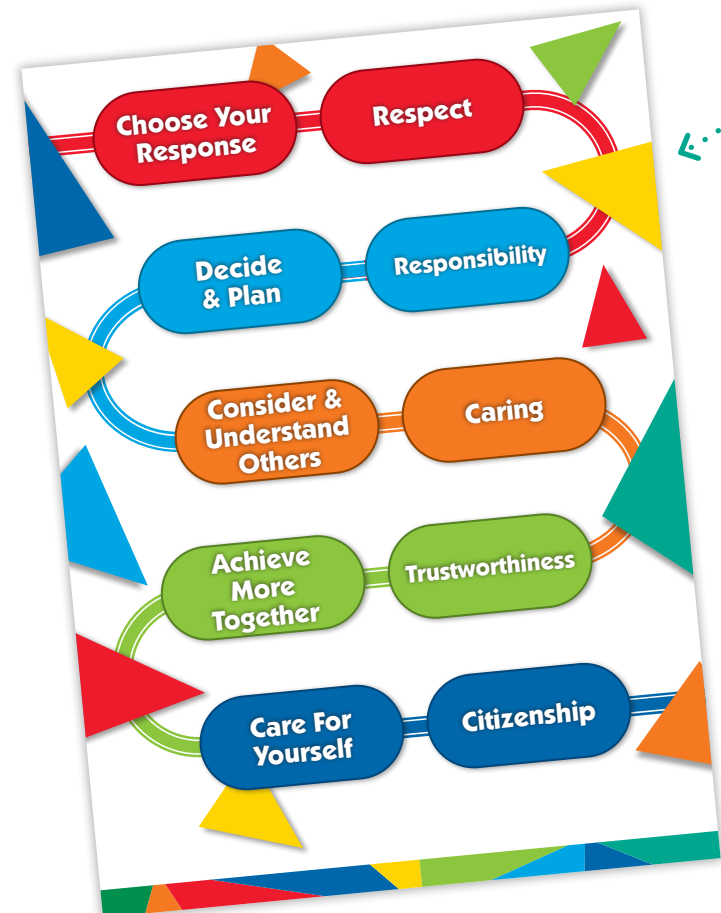 Choose Your
Response
Respect
Decide
& Plan
Responsibility
Consider &
Understand
Others
Caring
Achieve
More
Together
Trustworthiness
Care For
Yourself
Citizenship